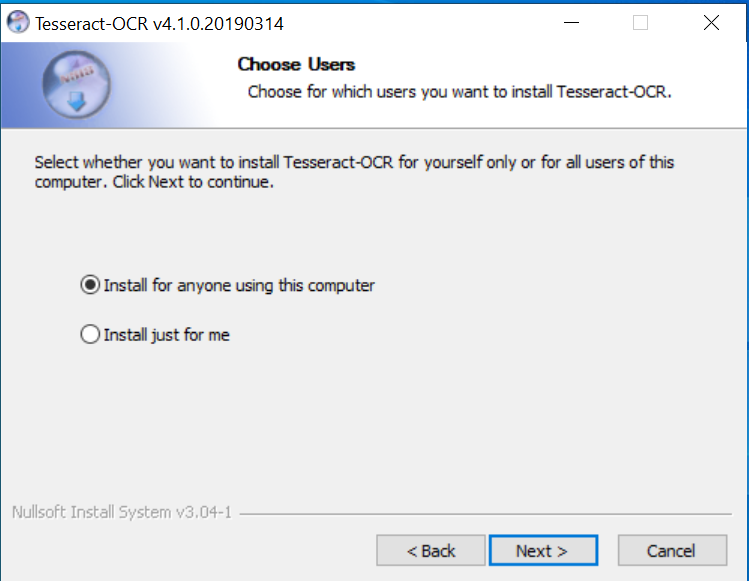 Tesseract-OCR v4.1.0.20190314
Choose Users
Choose for which users you want to install Tesseract-OCR.
Select whether you want to install Tesseract-OCR for yourself only or for all users of this
computer. Click Next to continue.
Install for anyone using this computer
Install just for me
Nullsoft Install System v3.04-1
< Back
Next >
Cancel